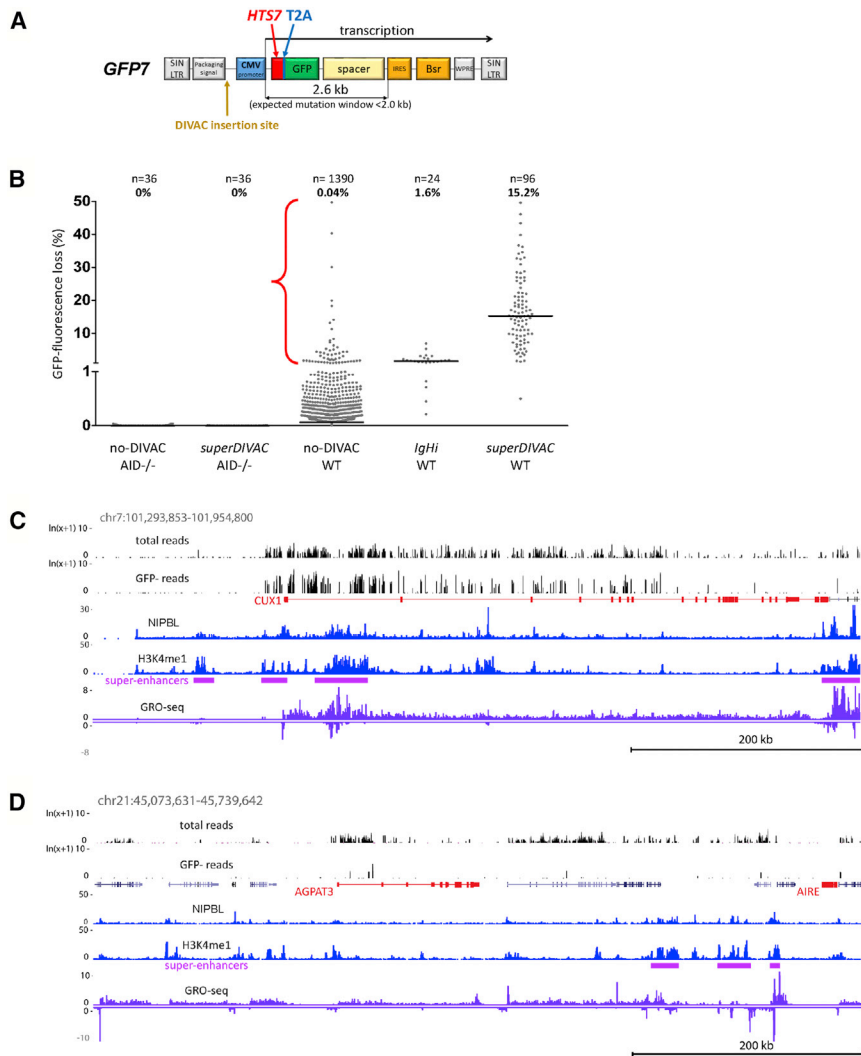 A
HTS7 T2A
transcription
GFP7
SIN LTR
Packaging signal
CMV promoter
GFP
spacer
IRES
Bsr
WPRE
SIN LTR
2.6 kb
(expected mutation window <2.0 kb)
DIVAC insertion site
B
n=36 n=36 n= 1390 n=24 n=96
0% 0% 0.04% 1.6% 15.2%
GFP-fluorescence loss (%)
50
40
30
20
10
1
0
no-DIVAC superDIVAC no-DIVAC IgHi superDIVAC
AID-/- AID-/- WT WT WT
C
chr7:101,293,853-101,954,800
ln(x+1) 10
total reads
0
ln(x+1) 10
GFP- reads
0
CUX1
30
NIPBL
0
50
H3K4me1
0
super-enhancers
8
GRO-seq
0
-8
200 kb
D
chr21:45,073,631-45,739,642
ln(x+1) 10
total reads
0
ln(x+1) 10
GFP- reads
0
AGPAT3 AIRE
50
NIPBL
0
50
H3K4me1
0
super-enhancers
10
GRO-seq
0
0
-10
200 kb